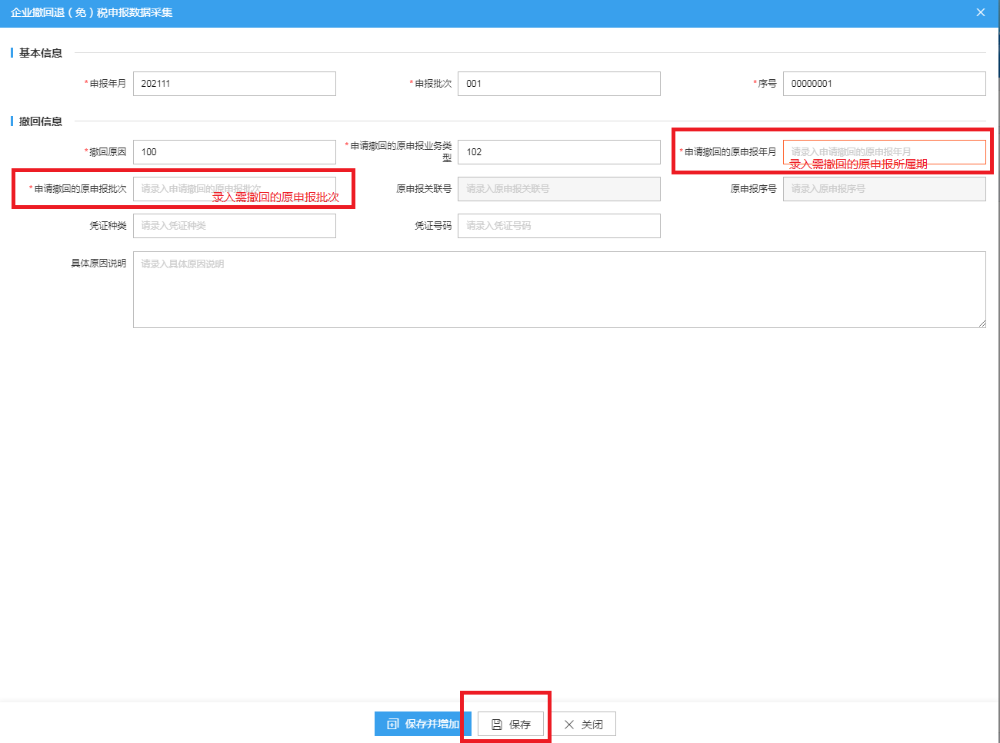 企业撤回退（免）税申报数据采集
基本信息
*申报年月 202111 *申报批次 001 *序号 00000001
撤回信息
*撤回原因 100 *申请撤回的原申报业务类型 102 *申请撤回的原申报年月 请录入申请撤回的原申报年月
录入需撤回的原申报所属期
*申请撤回的原申报批次 请录入申请撤回的原申报批次 原申报关联号 请录入原申报关联号 原申报序号 请录入原申报序号
录入需撤回的原申报批次
凭证种类 请录入凭证种类 凭证号码 请录入凭证号码
具体原因说明 请录入具体原因说明
保存并增加 保存 关闭